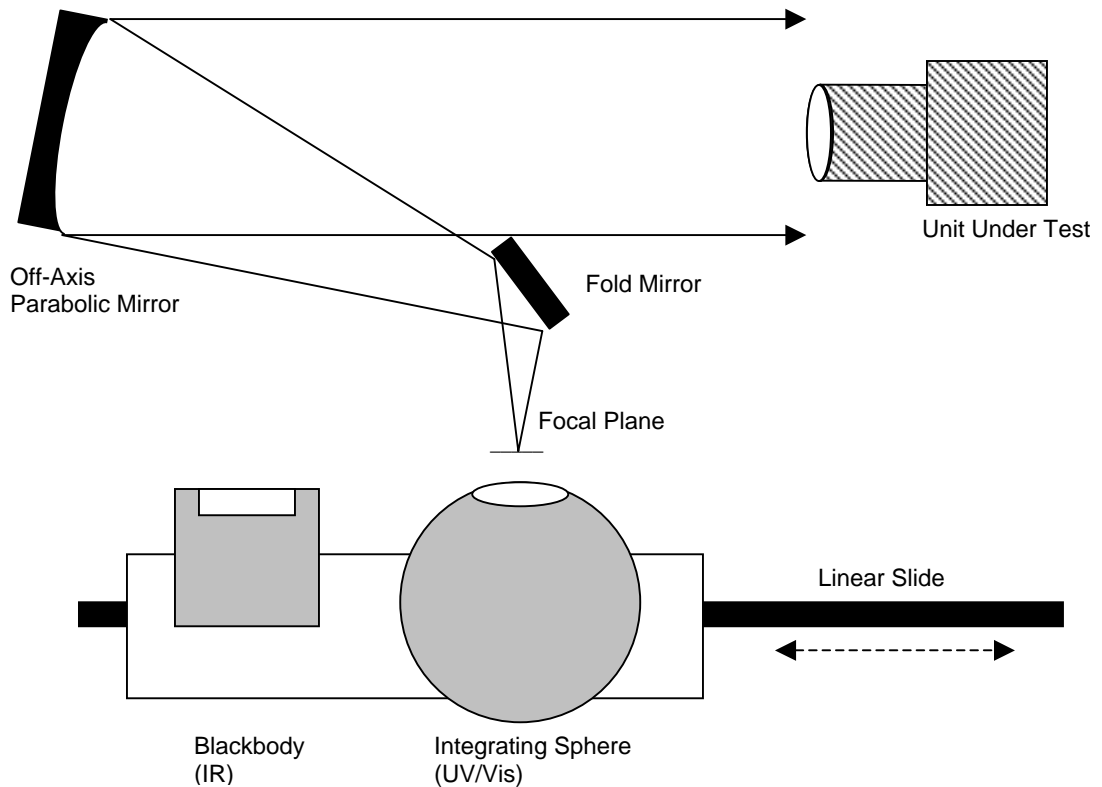 Unit Under Test
Off-Axis
Parabolic Mirror
Fold Mirror
Focal Plane
Linear Slide
Blackbody
(IR)
Integrating Sphere
(UV/Vis)